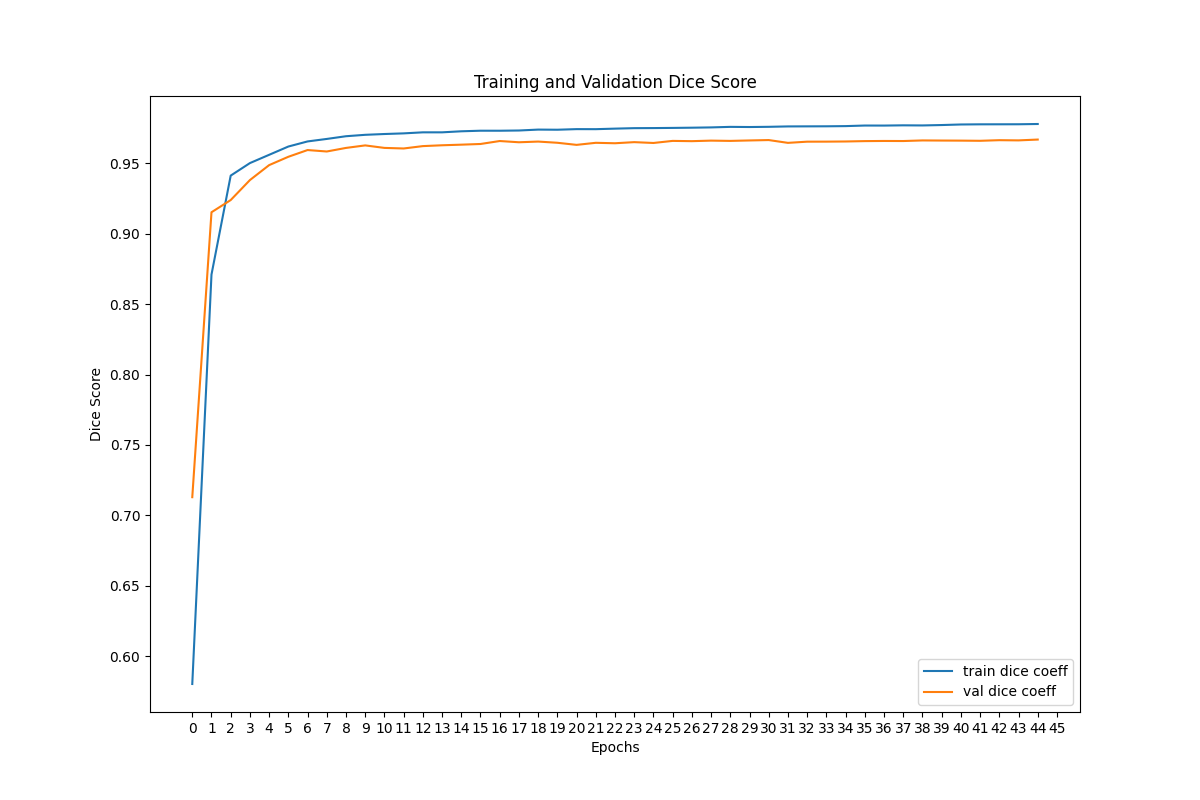 Training and Validation Dice Score
0.95
0.90
0.85
0.80
0.75
0.70
0.65
0.60
Dice Score
train dice coeff
val dice coeff
0 1 2 3 4 5 6 7 8 9 10 11 12 13 14 15 16 17 18 19 20 21 22 23 24 25 26 27 28 29 30 31 32 33 34 35 36 37 38 39 40 41 42 43 44 45
Epochs